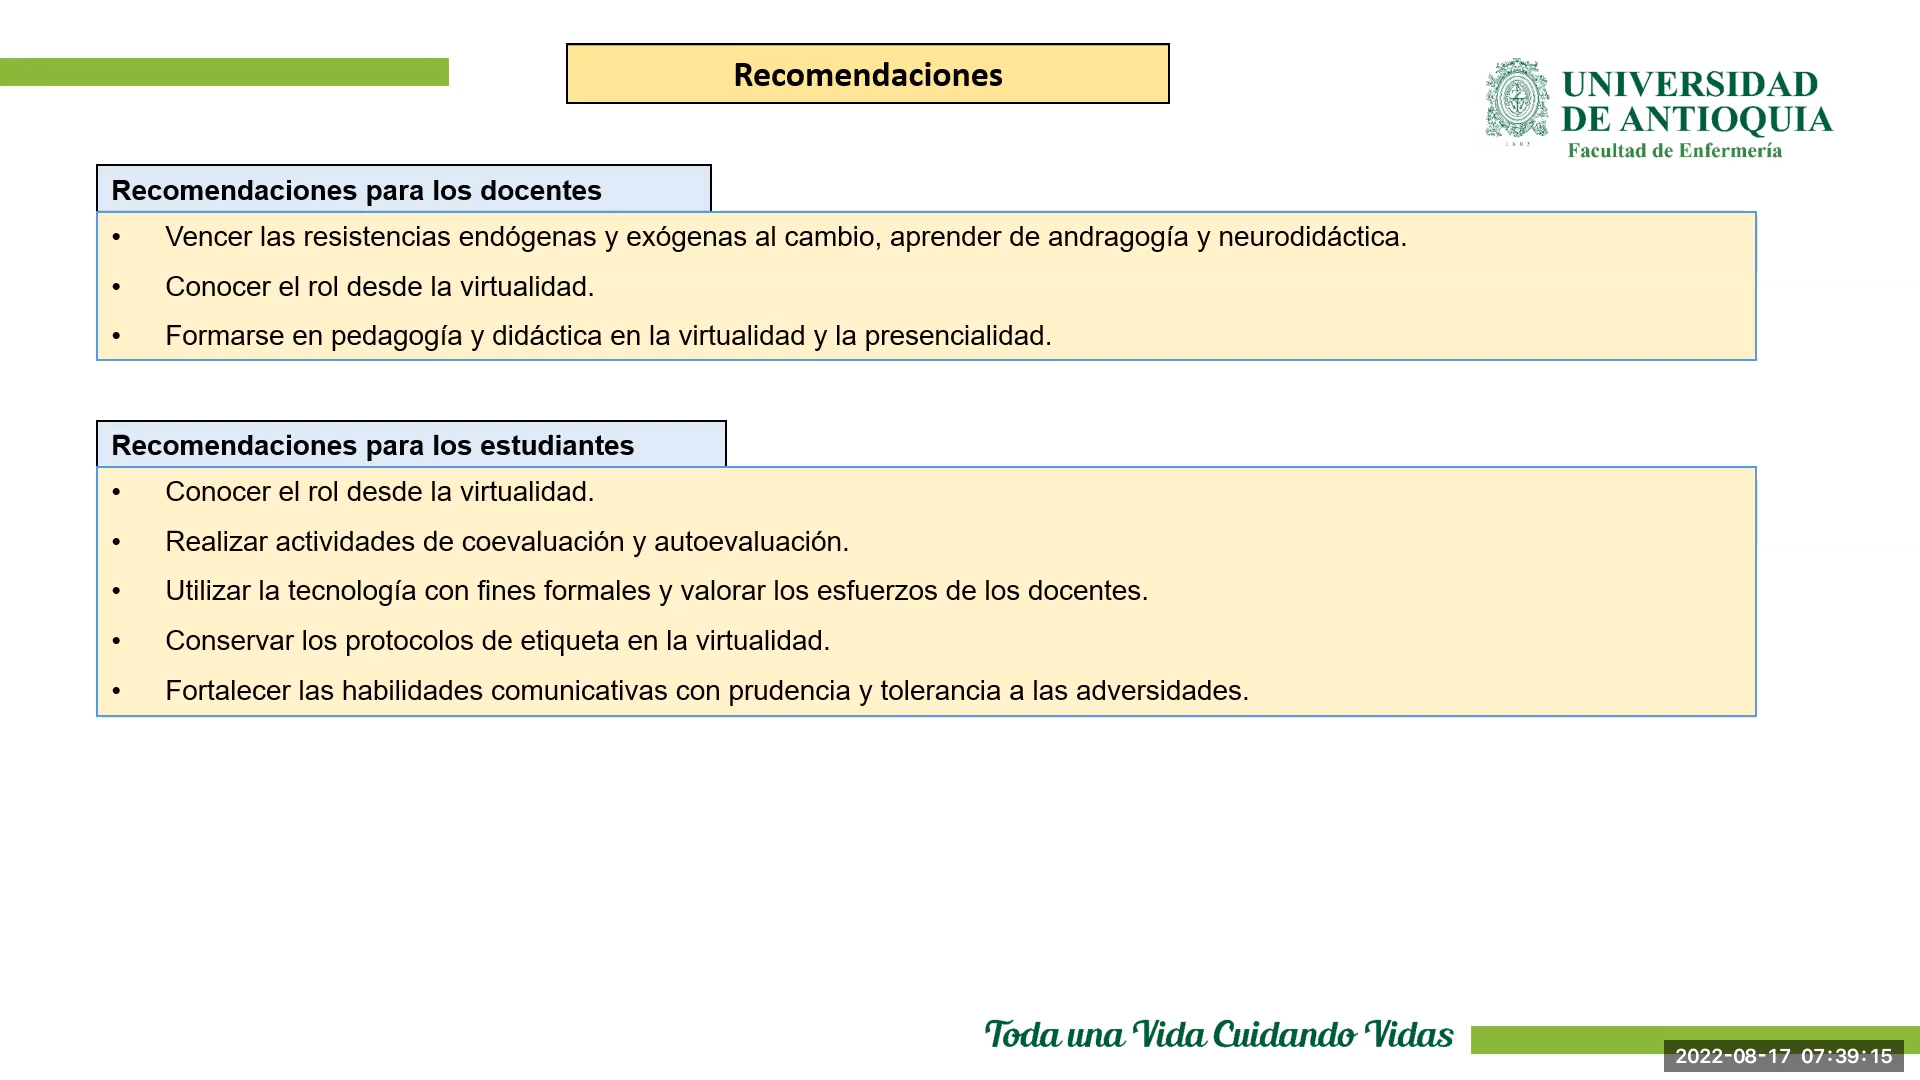 Recomendaciones
UNIVERSIDAD
DE ANTIOQUIA
Facultad de Enfermería
1803
Recomendaciones para los docentes
• Vencer las resistencias endógenas y exógenas al cambio, aprender de andragogía y neurodidáctica.
• Conocer el rol desde la virtualidad.
• Formarse en pedagogía y didáctica en la virtualidad y la presencialidad.
Recomendaciones para los estudiantes
• Conocer el rol desde la virtualidad.
• Realizar actividades de coevaluación y autoevaluación.
• Utilizar la tecnología con fines formales y valorar los esfuerzos de los docentes.
• Conservar los protocolos de etiqueta en la virtualidad.
• Fortalecer las habilidades comunicativas con prudencia y tolerancia a las adversidades.
Toda una Vida Cuidando Vidas
2022-08-17 07:39:15